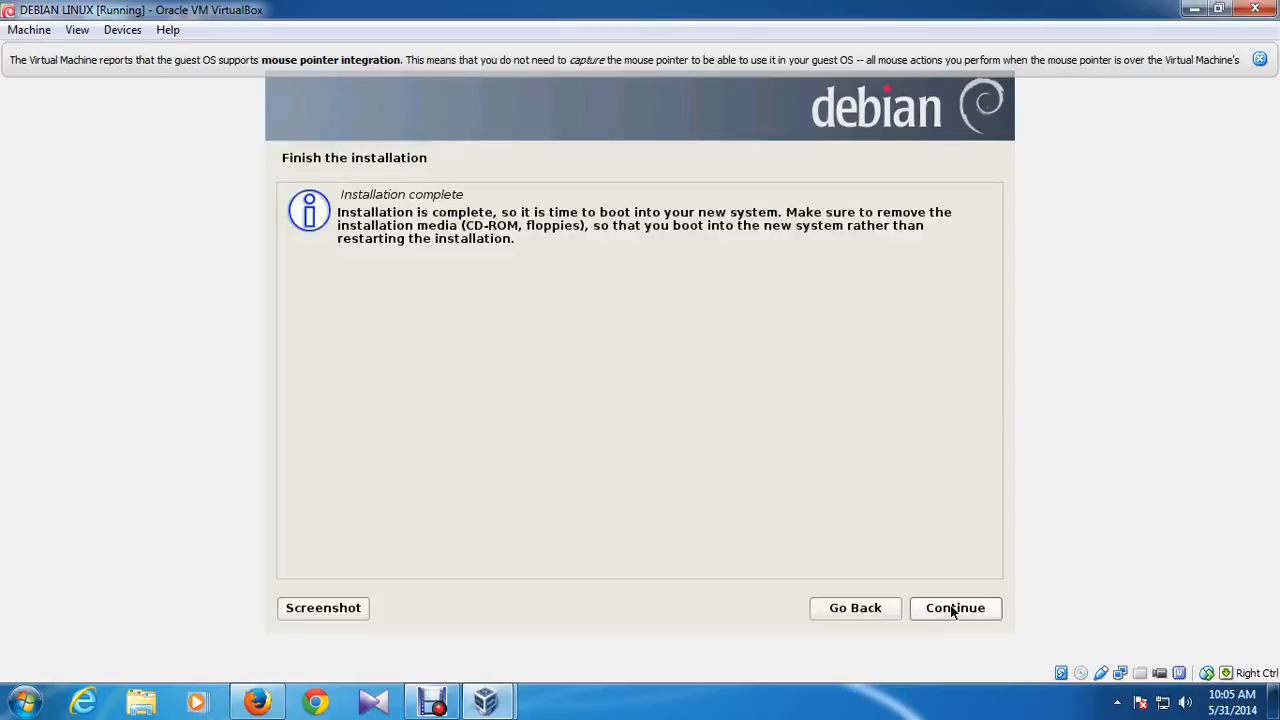 DEBIAN LINUX [Running] - Oracle VM VirtualBox
Machine View Devices Help
The Virtual Machine reports that the guest OS supports mouse pointer integration. This means that you do not need to capture the mouse pointer to be able to use it in your guest OS -- all mouse actions you perform when the mouse pointer is over the Virtual Machine's
debian
Finish the installation
Installation complete
Installation is complete, so it is time to boot into your new system. Make sure to remove the
installation media (CD-ROM, floppies), so that you boot into the new system rather than
restarting the installation.
Screenshot Go Back Continue
Right Ctrl
10:05 AM
5/31/2014